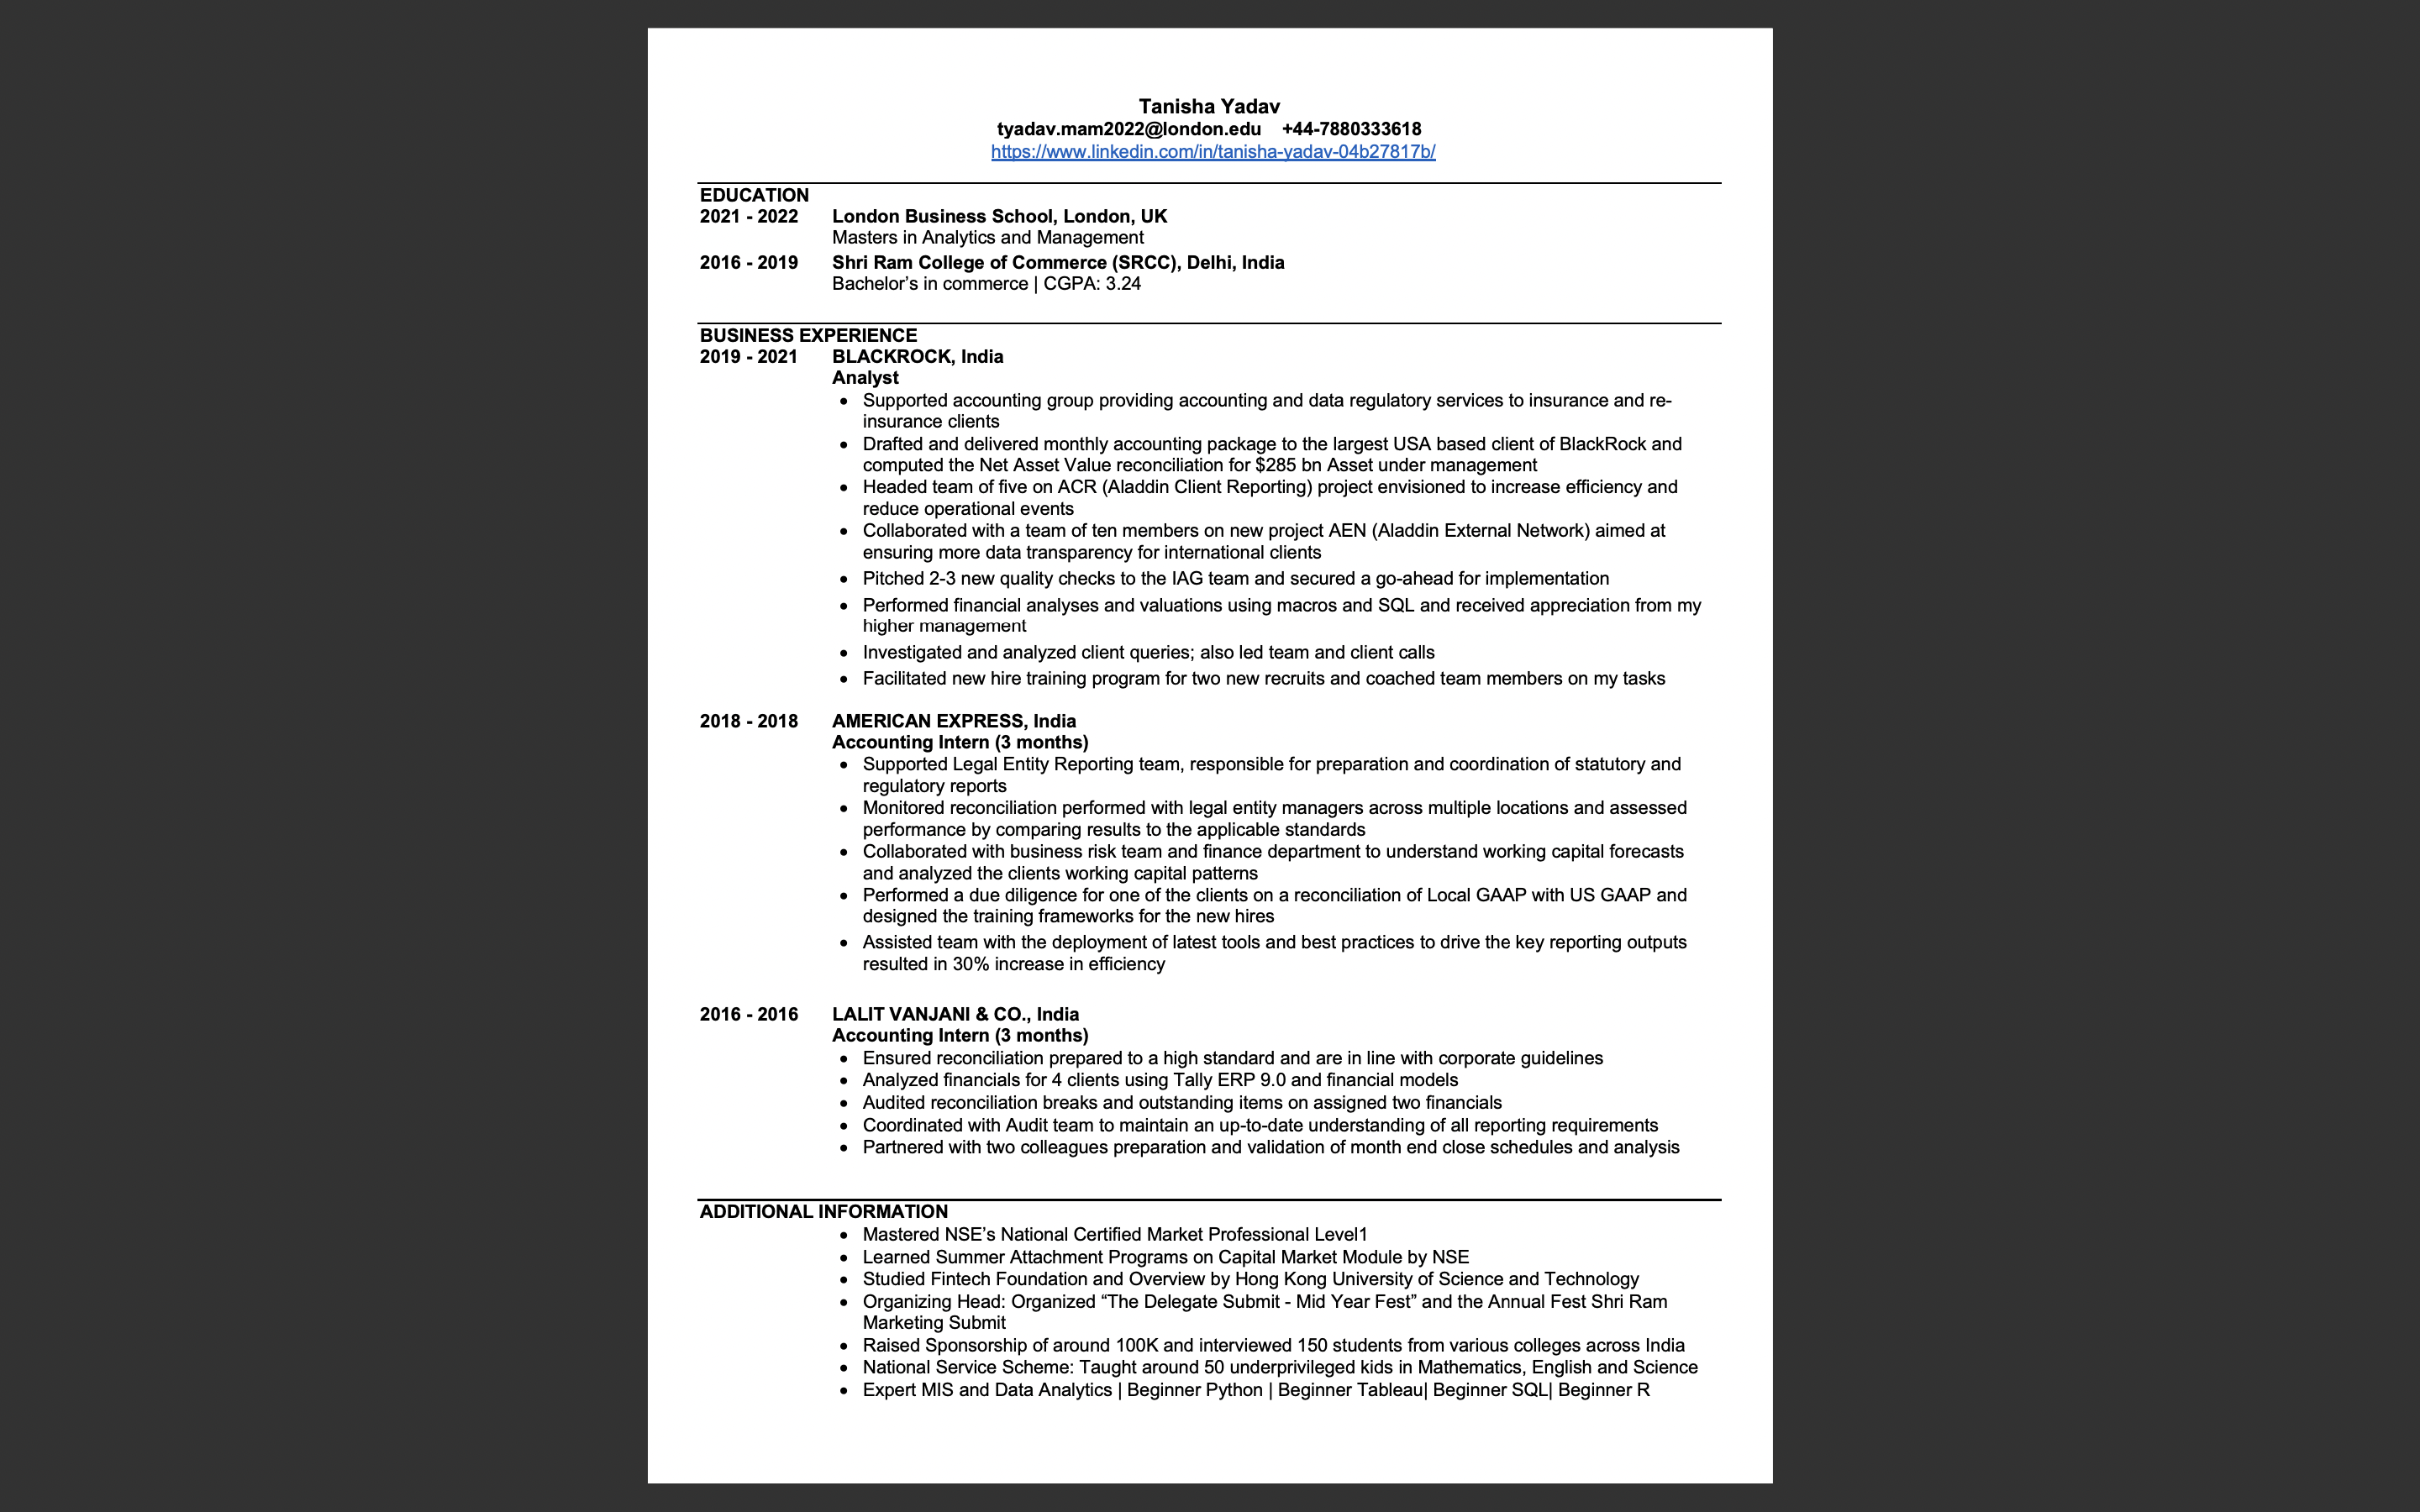 Tanisha Yadav
tyadav.mam2022@london.edu +44-7880333618
https://www.linkedin.com/in/tanisha-yadav-04b27817b/
EDUCATION
2021 - 2022 London Business School, London, UK
Masters in Analytics and Management
2016 - 2019 Shri Ram College of Commerce (SRCC), Delhi, India
Bachelor’s in commerce | CGPA: 3.24
BUSINESS EXPERIENCE
2019 - 2021 BLACKROCK, India
Analyst
• Supported accounting group providing accounting and data regulatory services to insurance and re-
insurance clients
• Drafted and delivered monthly accounting package to the largest USA based client of BlackRock and
computed the Net Asset Value reconciliation for $285 bn Asset under management
• Headed team of five on ACR (Aladdin Client Reporting) project envisioned to increase efficiency and
reduce operational events
• Collaborated with a team of ten members on new project AEN (Aladdin External Network) aimed at
ensuring more data transparency for international clients
• Pitched 2-3 new quality checks to the IAG team and secured a go-ahead for implementation
• Performed financial analyses and valuations using macros and SQL and received appreciation from my
higher management
• Investigated and analyzed client queries; also led team and client calls
• Facilitated new hire training program for two new recruits and coached team members on my tasks
2018 - 2018 AMERICAN EXPRESS, India
Accounting Intern (3 months)
• Supported Legal Entity Reporting team, responsible for preparation and coordination of statutory and
regulatory reports
• Monitored reconciliation performed with legal entity managers across multiple locations and assessed
performance by comparing results to the applicable standards
• Collaborated with business risk team and finance department to understand working capital forecasts
and analyzed the clients working capital patterns
• Performed a due diligence for one of the clients on a reconciliation of Local GAAP with US GAAP and
designed the training frameworks for the new hires
• Assisted team with the deployment of latest tools and best practices to drive the key reporting outputs
resulted in 30% increase in efficiency
2016 - 2016 LALIT VANJANI & CO., India
Accounting Intern (3 months)
• Ensured reconciliation prepared to a high standard and are in line with corporate guidelines
• Analyzed financials for 4 clients using Tally ERP 9.0 and financial models
• Audited reconciliation breaks and outstanding items on assigned two financials
• Coordinated with Audit team to maintain an up-to-date understanding of all reporting requirements
• Partnered with two colleagues preparation and validation of month end close schedules and analysis
ADDITIONAL INFORMATION
• Mastered NSE’s National Certified Market Professional Level1
• Learned Summer Attachment Programs on Capital Market Module by NSE
• Studied Fintech Foundation and Overview by Hong Kong University of Science and Technology
• Organizing Head: Organized “The Delegate Submit - Mid Year Fest” and the Annual Fest Shri Ram
Marketing Submit
• Raised Sponsorship of around 100K and interviewed 150 students from various colleges across India
• National Service Scheme: Taught around 50 underprivileged kids in Mathematics, English and Science
• Expert MIS and Data Analytics | Beginner Python | Beginner Tableau| Beginner SQL| Beginner R